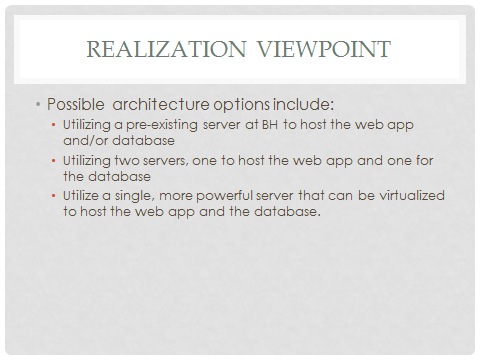 REALIZATION VIEWPOINT
• Possible architecture options include:
• Utilizing a pre-existing server at BH to host the web app
and/or database
• Utilizing two servers, one to host the web app and one for
the database
• Utilize a single, more powerful server that can be virtualized
to host the web app and the database.